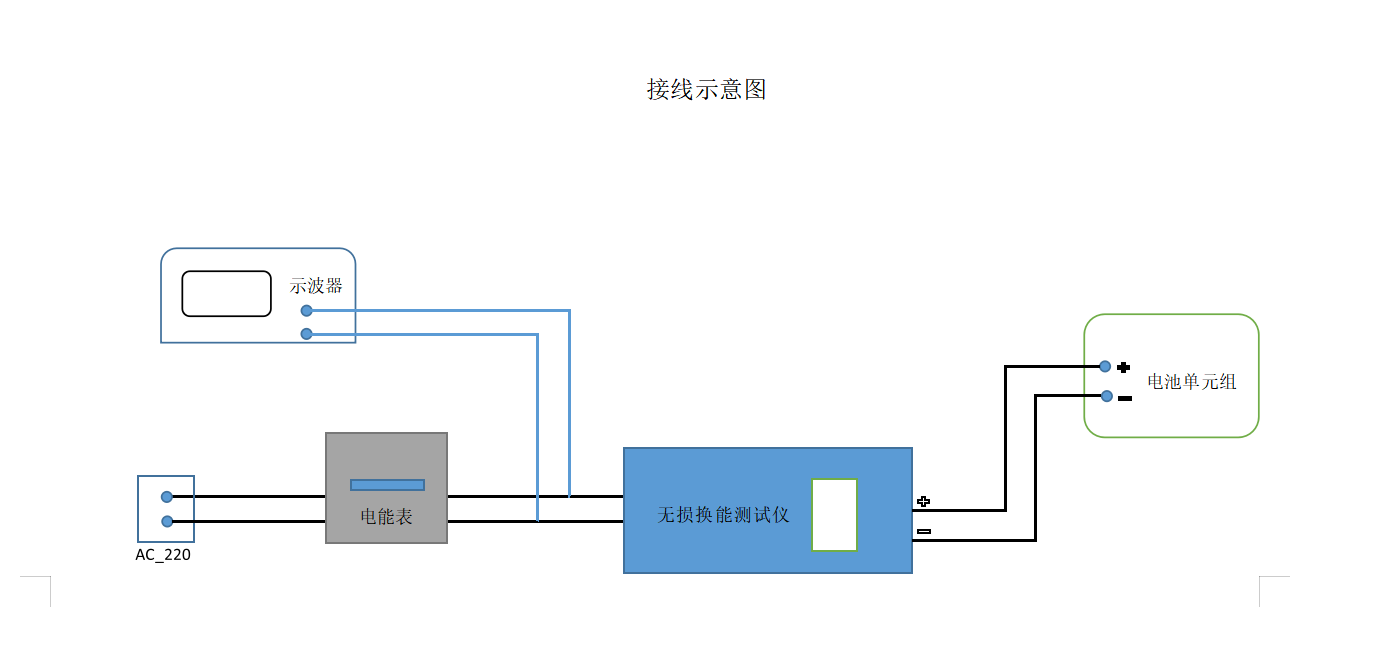 接线示意图
示波器
电池单元组
电能表
无损换能测试仪
AC_220